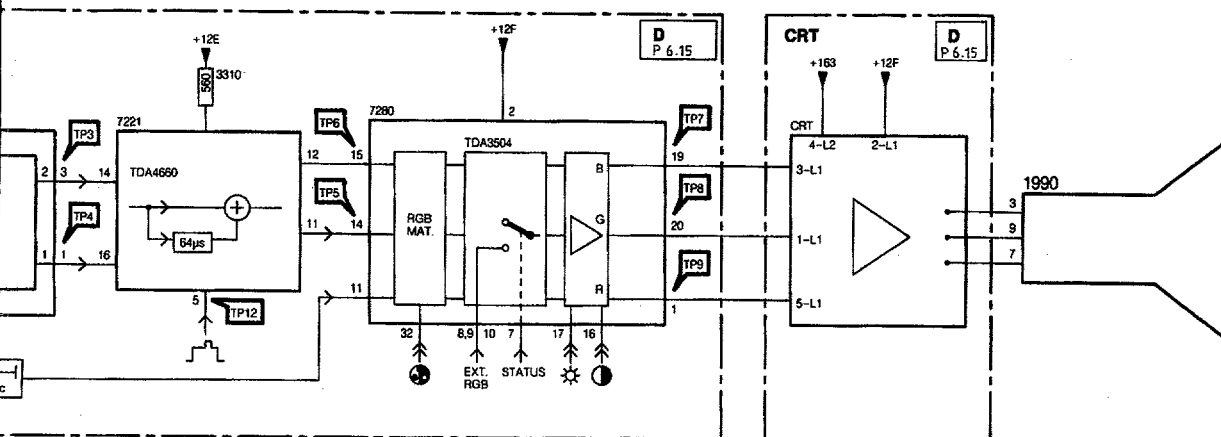 +12E
560
3310
TP3
7221
TDA4660
2 3 14
64µs
TP4
1 1 16
5
TP12
12
TP6
15
TP5
11 14
11
+12F
2
7280
TDA3504
RGB
MAT.
B
G
R
32
8,9 10
7
17
16
EXT.
RGB
STATUS
D
P 6.15
TP7
19
TP8
20
TP9
1
CRT
D
P 6.15
+163
+12F
CRT
4-L2
2-L1
3-L1
1-L1
5-L1
3
9
7
1990
c